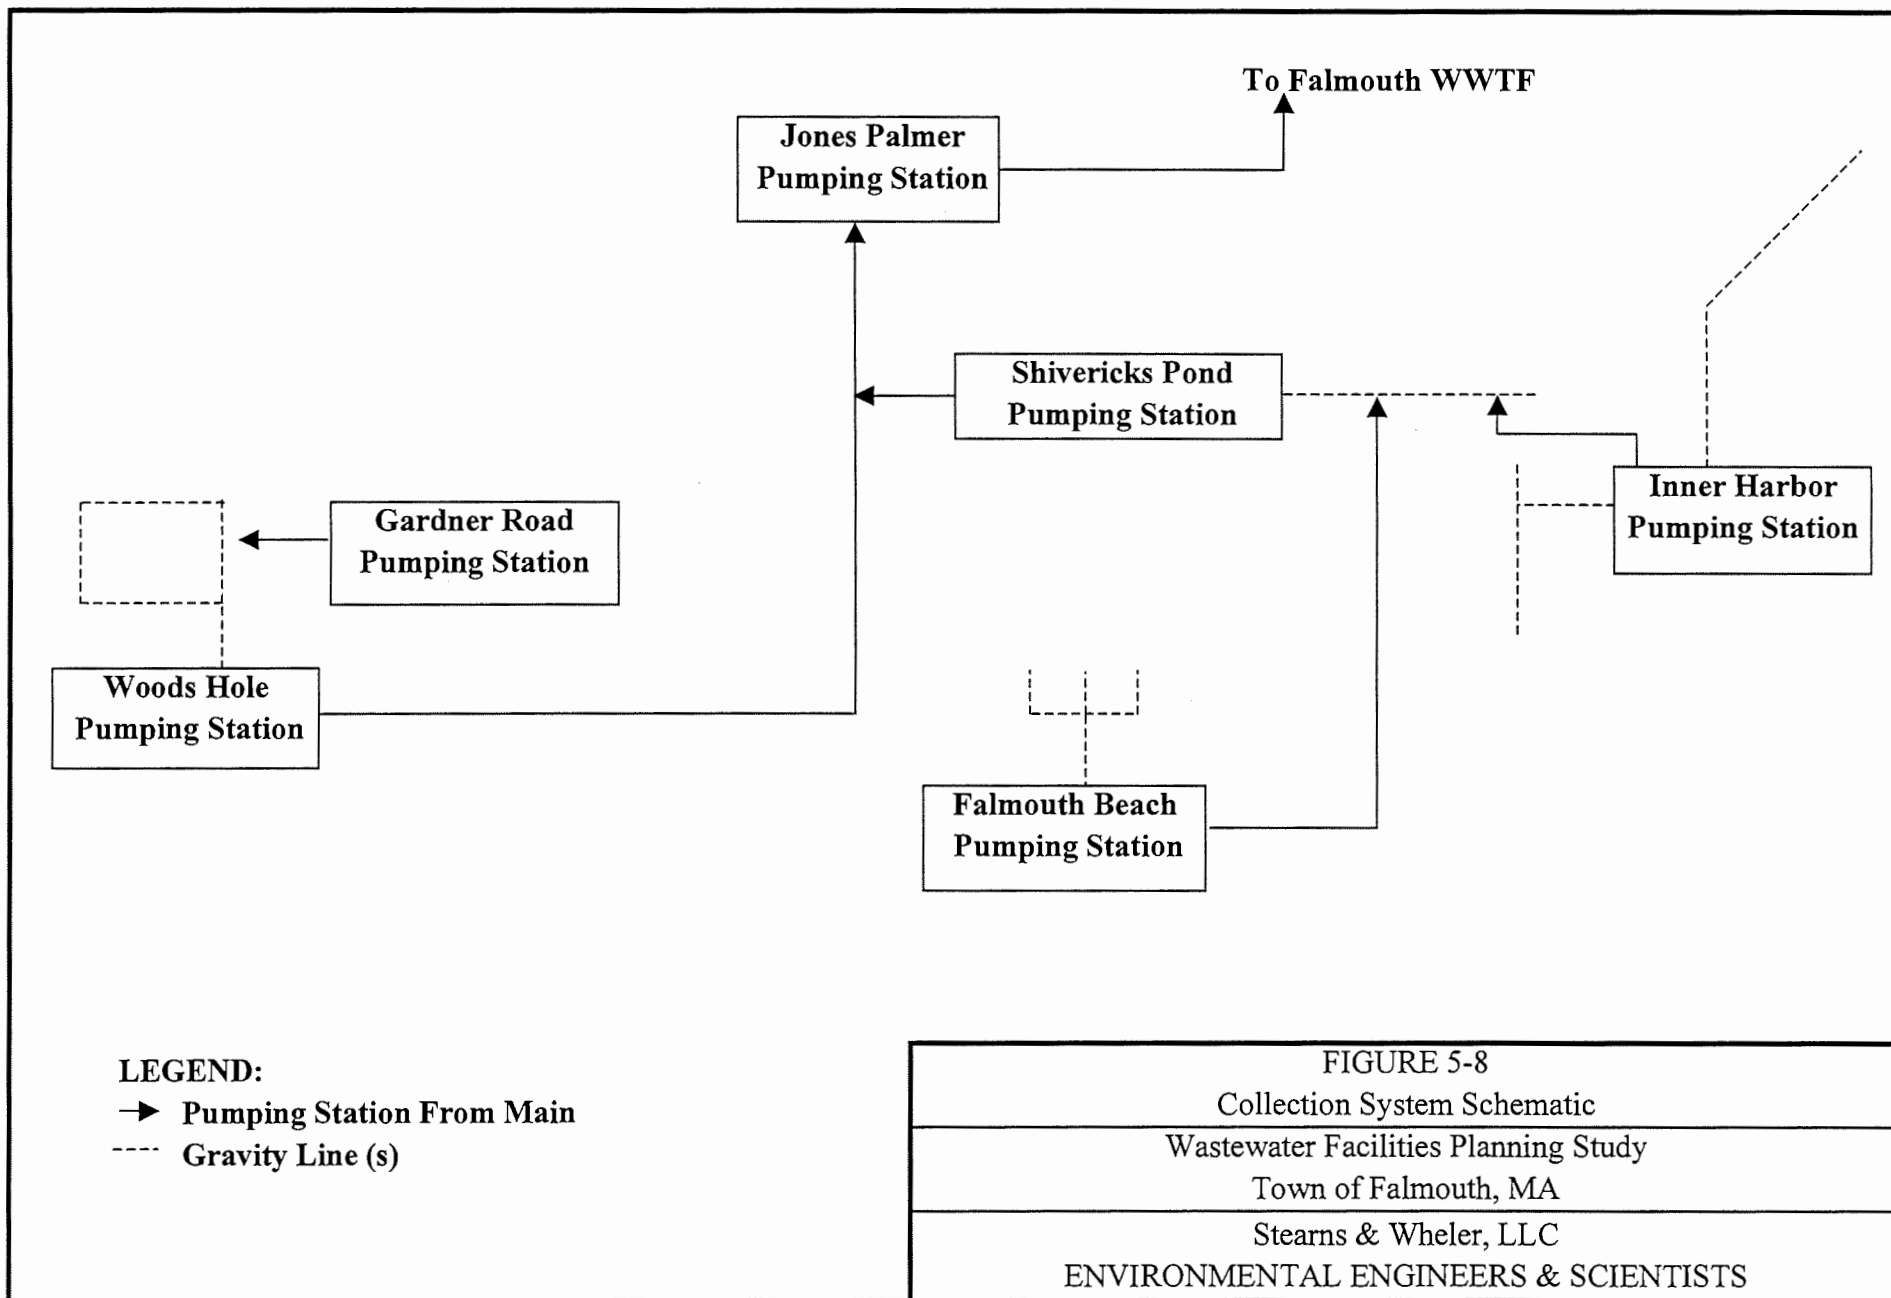 To Falmouth WWTF
Jones Palmer
Pumping Station
Shivericks Pond
Pumping Station
Inner Harbor
Pumping Station
Gardner Road
Pumping Station
Woods Hole
Pumping Station
Falmouth Beach
Pumping Station
LEGEND:
Pumping Station From Main
Gravity Line (s)
FIGURE 5-8
Collection System Schematic
Wastewater Facilities Planning Study
Town of Falmouth, MA
Stearns & Wheler, LLC
ENVIRONMENTAL ENGINEERS & SCIENTISTS